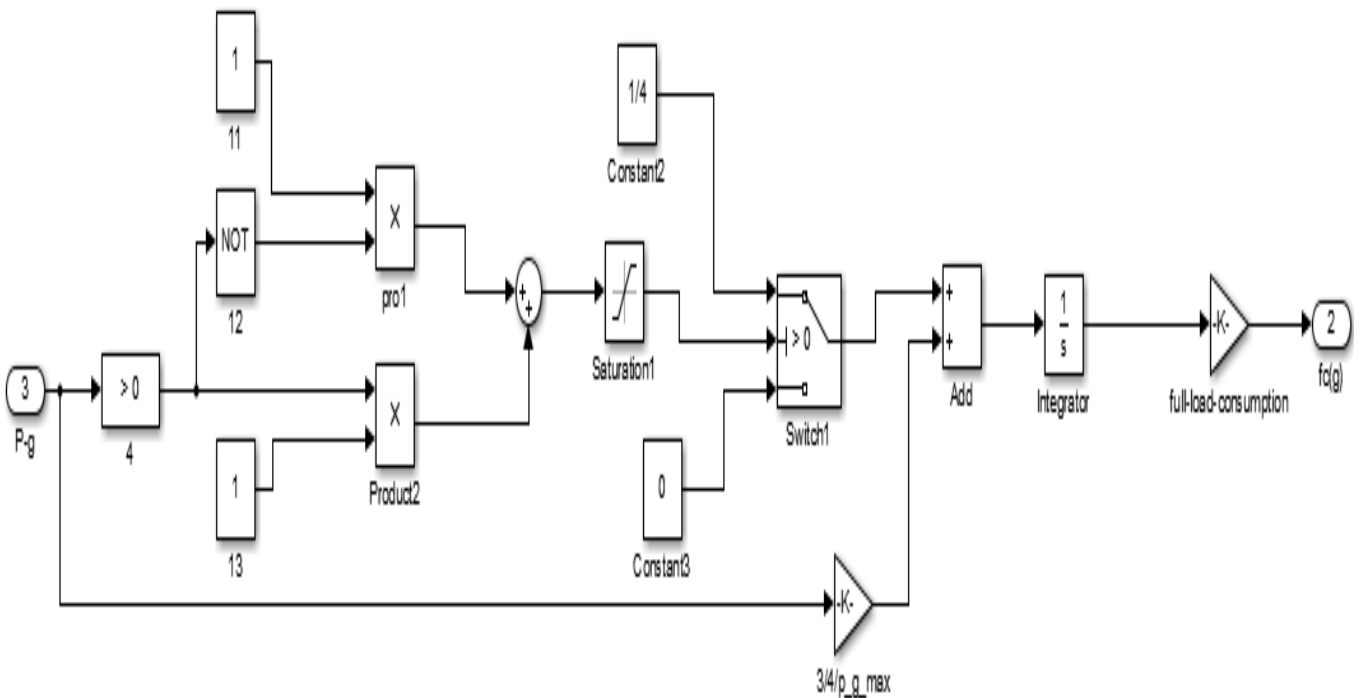 1
11
1/4
Constant2
NOT
12
X
pro1
+
+
Saturation1
> 0
Switch1
+
+
Add
1
s
Integrator
-K-
full-load-consumption
2
fc(g)
3
P-g
> 0
4
X
Product2
1
13
0
Constant3
-K-
3/4/p_g_max